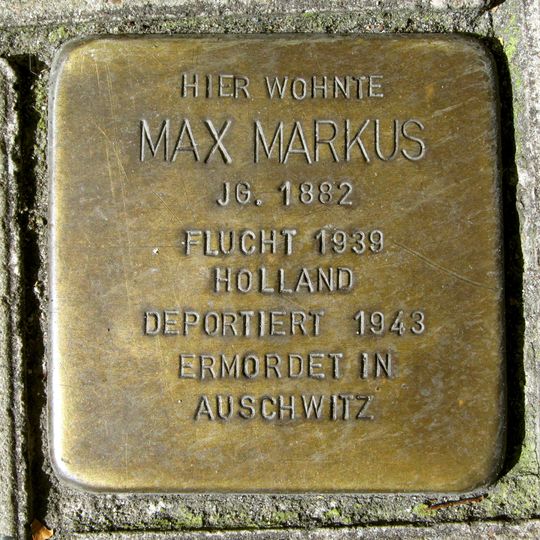 HIER WOHNTE
MAX MARKUS
JG. 1882
FLUCHT 1939
HOLLAND
DEPORTIERT 1943
ERMORDET IN
AUSCHWITZ